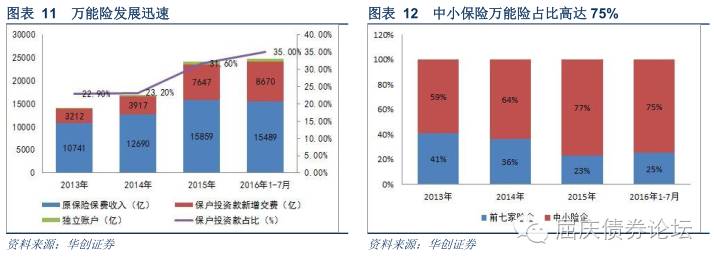 图表 11 万能险发展迅速
30000
25000
20000
15000
10000
5000
0
40.00%
35.00%
30.00%
25.00%
20.00%
15.00%
10.00%
5.00%
0.00%
22.90%
23.20%
31.60%
35.00%
3212
3917
7647
8670
10741
12690
15859
15489
2013年
2014年
2015年
2016年1-7月
原保险保费收入（亿）
保户投资款新增交费（亿）
独立账户（亿）
保户投资款占比（%）
资料来源：华创证券
图表 12 中小保险万能险占比高达 75%
120%
100%
80%
60%
40%
20%
0%
59%
64%
77%
75%
41%
36%
23%
25%
2013年
2014年
2015年
2016年1-7月
前七家险企
中小险企
资料来源：华创证券
屈庆债券论坛